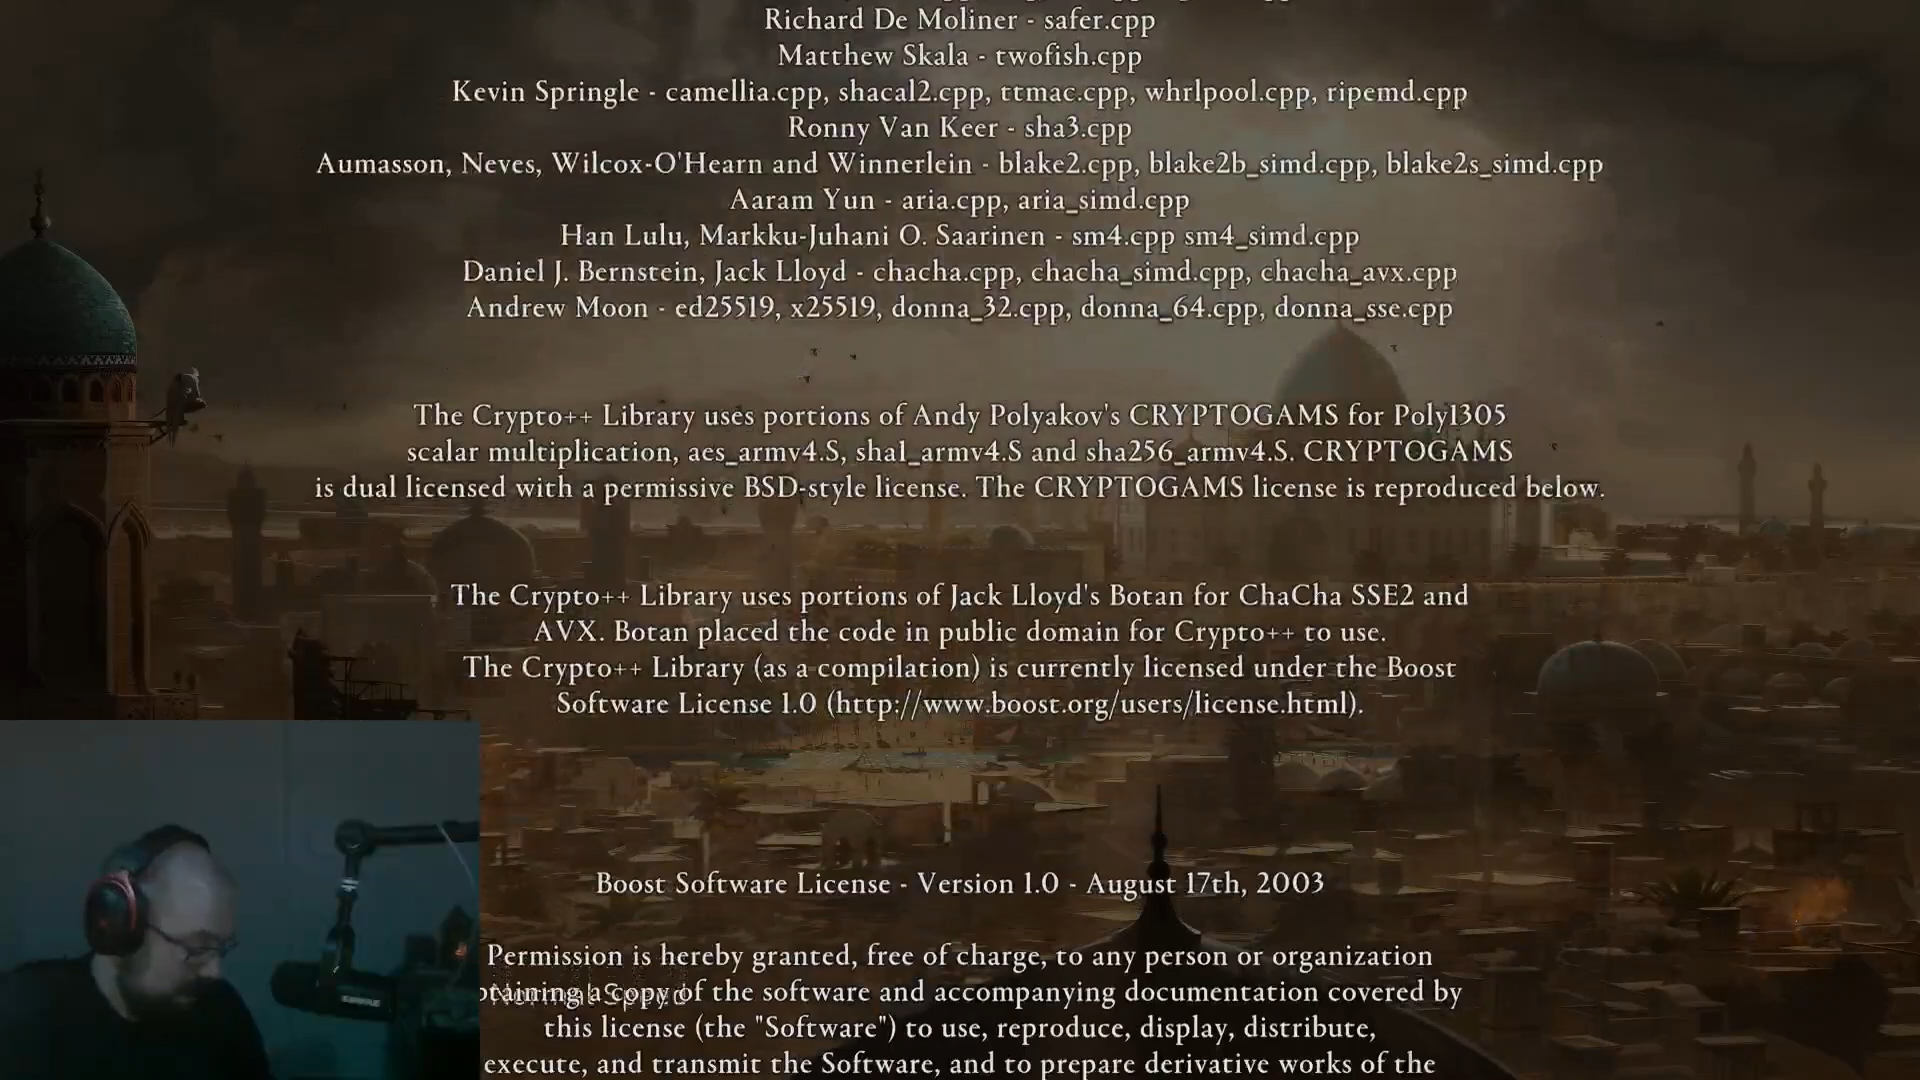 Richard De Moliner - safer.cpp
Matthew Skala - twofish.cpp
Kevin Springle - camellia.cpp, shacal2.cpp, ttmac.cpp, whrlpool.cpp, ripemd.cpp
Ronny Van Keer - sha3.cpp
Aumasson, Neves, Wilcox-O'Hearn and Winnerlein - blake2.cpp, blake2b_simd.cpp, blake2s_simd.cpp
Aaram Yun - aria.cpp, aria_simd.cpp
Han Lulu, Markku-Juhani O. Saarinen - sm4.cpp sm4_simd.cpp
Daniel J. Bernstein, Jack Lloyd - chacha.cpp, chacha_simd.cpp, chacha_avx.cpp
Andrew Moon - ed25519, x25519, donna_32.cpp, donna_64.cpp, donna_sse.cpp
The Crypto++ Library uses portions of Andy Polyakov's CRYPTOGAMS for Poly1305
scalar multiplication, aes_armv4.S, sha1_armv4.S and sha256_armv4.S. CRYPTOGAMS
is dual licensed with a permissive BSD-style license. The CRYPTOGAMS license is reproduced below.
The Crypto++ Library uses portions of Jack Lloyd's Botan for ChaCha SSE2 and
AVX. Botan placed the code in public domain for Crypto++ to use.
The Crypto++ Library (as a compilation) is currently licensed under the Boost
Software License 1.0 (http://www.boost.org/users/license.html).
Boost Software License - Version 1.0 - August 17th, 2003
Permission is hereby granted, free of charge, to any person or organization
a copy of the software and accompanying documentation covered by
Normal Speed
this license (the "Software") to use, reproduce, display, distribute,
execute, and transmit the Software, and to prepare derivative works of the